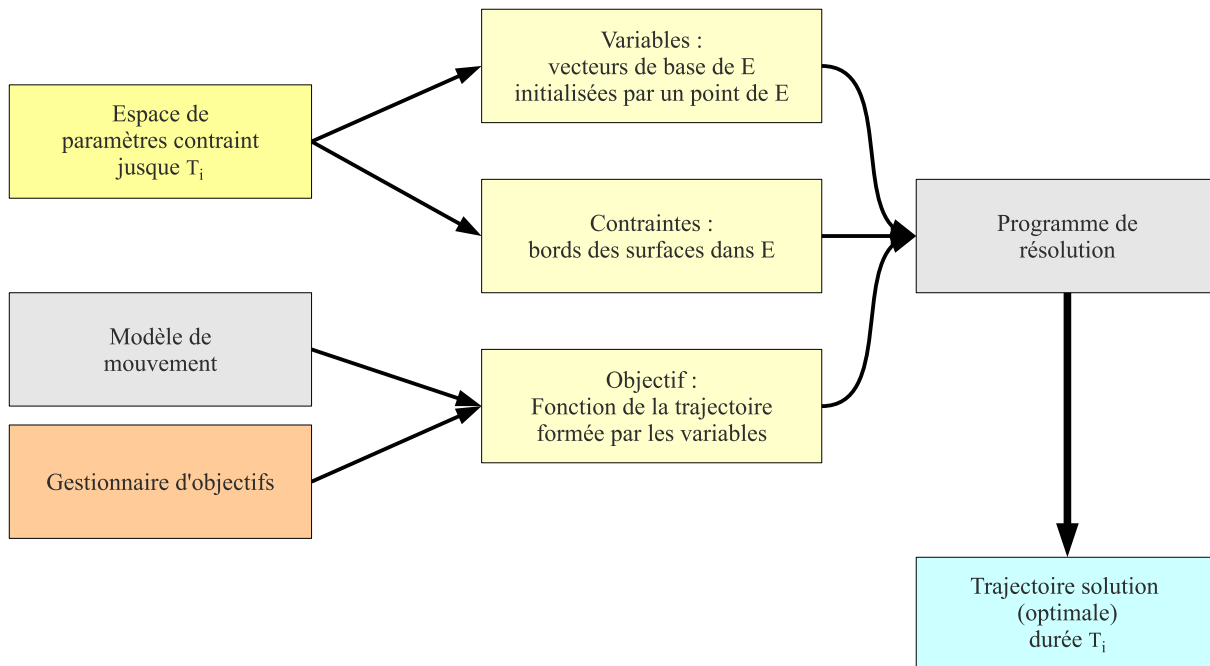 Variables :
vecteurs de base de E
initialisées par un point de E
Espace de
paramètres contraint
jusque Ti
Contraintes :
bords des surfaces dans E
Programme de
résolution
Modèle de
mouvement
Objectif :
Fonction de la trajectoire
formée par les variables
Gestionnaire d'objectifs
Trajectoire solution
(optimale)
durée Ti